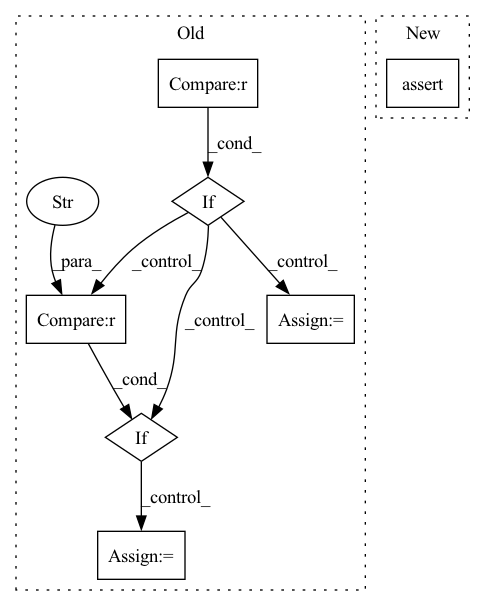 Old
New
Compare:r
assert
_cond_
Str
If
_para_
_control_
_control_
_control_
Compare:r
Assign:=
_cond_
If
_control_
Assign:=